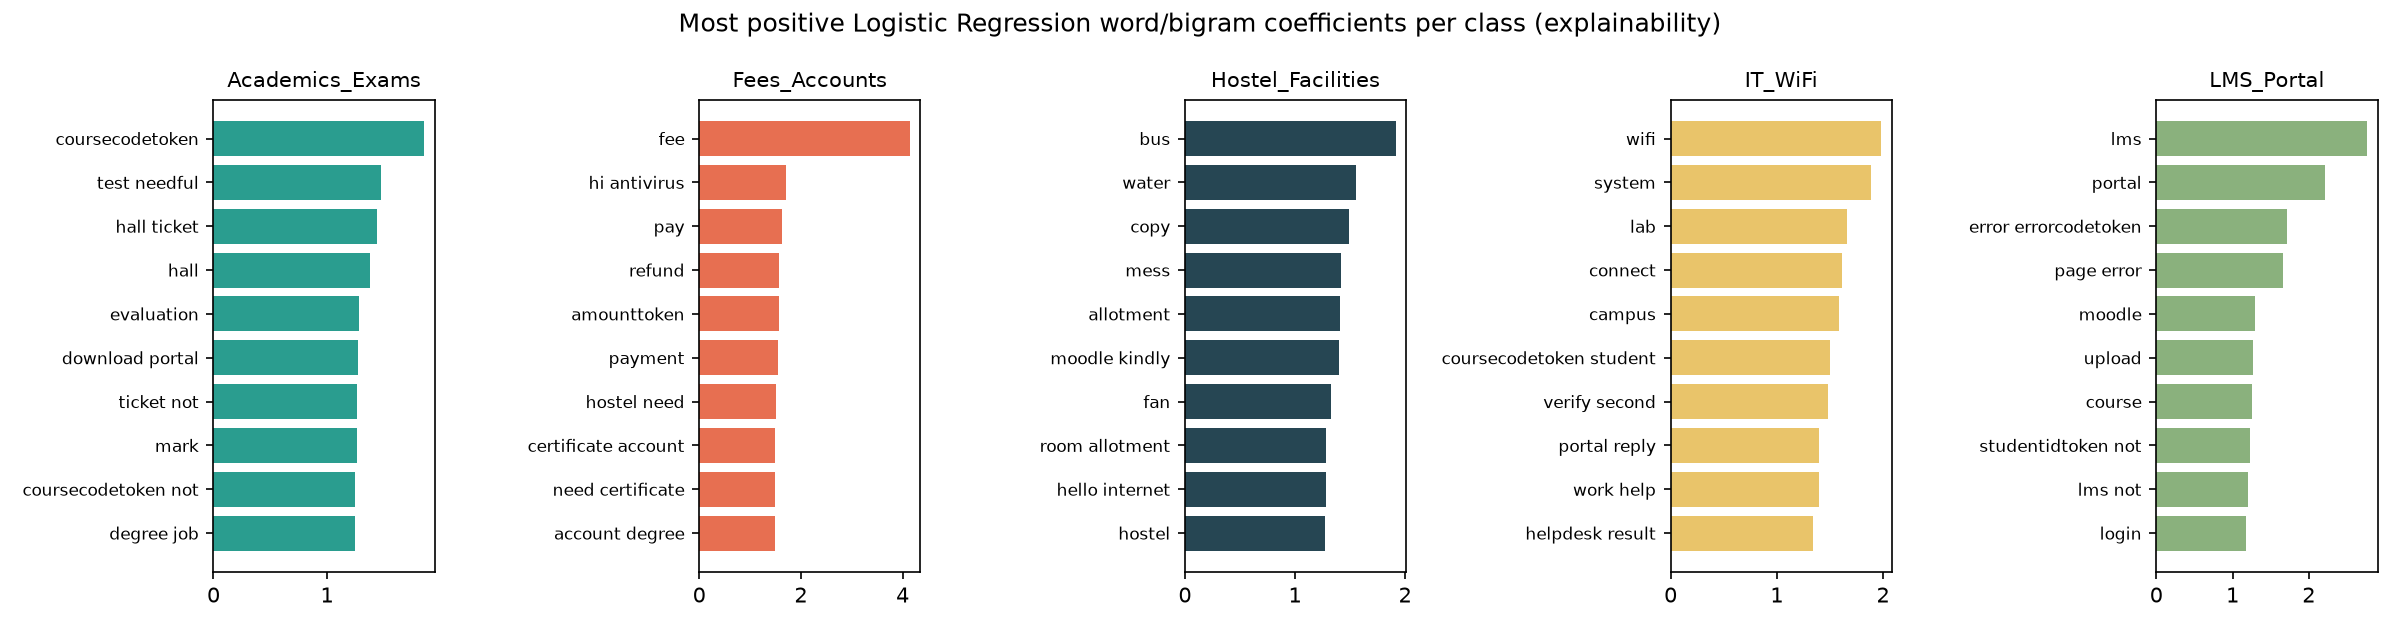 Most positive Logistic Regression word/bigram coefficients per class (explainability)
Academics_Exams
coursecodetoken
test needful
hall ticket
hall
evaluation
download portal
ticket not
mark
coursecodetoken not
degree job
0 1
Fees_Accounts
fee
hi antivirus
pay
refund
amounttoken
payment
hostel need
certificate account
need certificate
account degree
0 2 4
Hostel_Facilities
bus
water
copy
mess
allotment
moodle kindly
fan
room allotment
hello internet
hostel
0 1 2
IT_WiFi
wifi
system
lab
connect
campus
coursecodetoken student
verify second
portal reply
work help
helpdesk result
0 1 2
LMS_Portal
lms
portal
error errorcodetoken
page error
moodle
upload
course
studentidtoken not
lms not
login
0 1 2